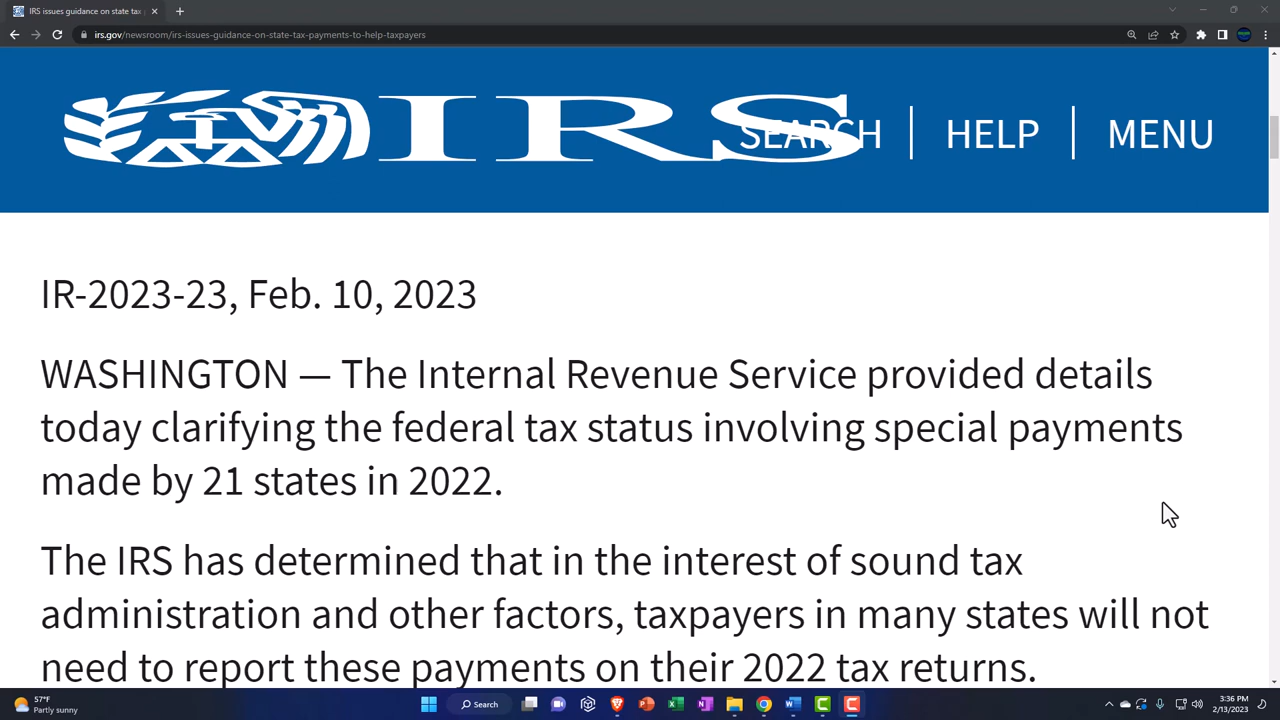 IRS issues guidance on state tax
irs.gov/newsroom/irs-issues-guidance-on-state-tax-payments-to-help-taxpayers
IRS
SEARCH
HELP
MENU
IR-2023-23, Feb. 10, 2023
WASHINGTON — The Internal Revenue Service provided details
today clarifying the federal tax status involving special payments
made by 21 states in 2022.
The IRS has determined that in the interest of sound tax
administration and other factors, taxpayers in many states will not
need to report these payments on their 2022 tax returns.
57°F
Partly sunny
Search
3:36 PM
2/13/2023